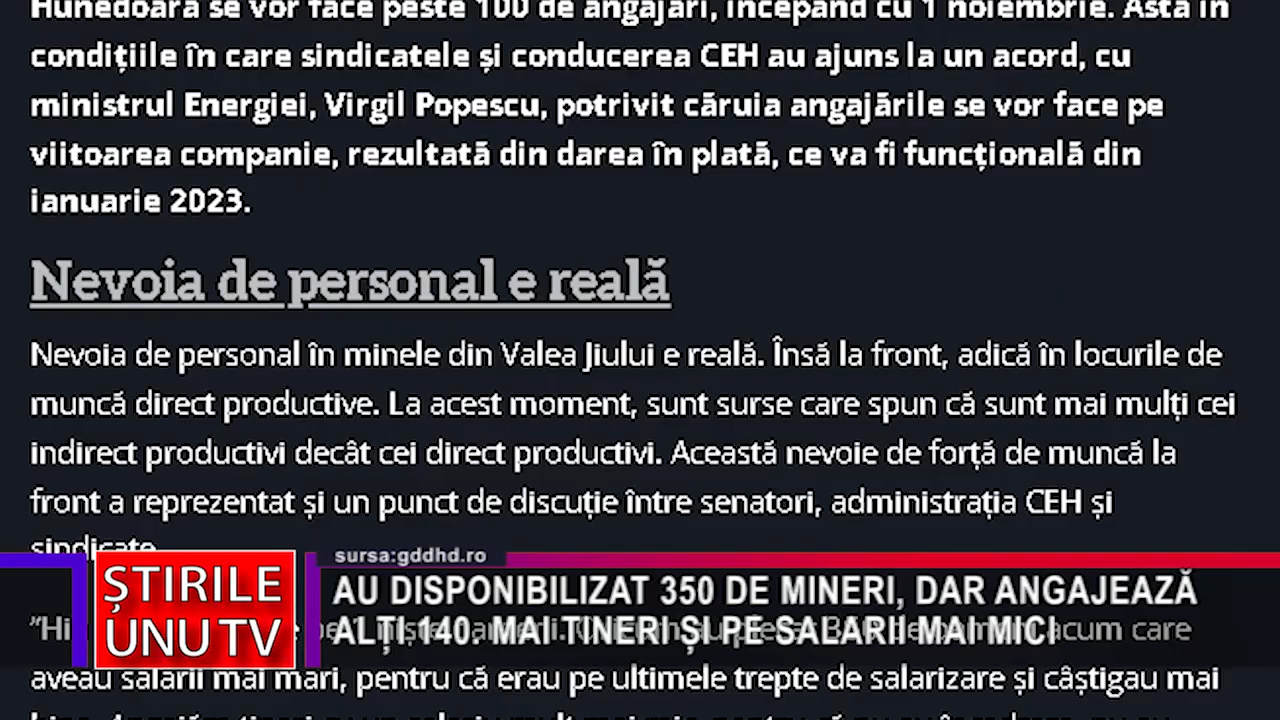 Hunedoara se vor face peste 100 de angajări, începând cu 1 noiembrie. Asta în
condițiile în care sindicatele și conducerea CEH au ajuns la un acord, cu
ministrul Energiei, Virgil Popescu, potrivit căruia angajările se vor face pe
viitoarea companie, rezultată din darea în plată, ce va fi funcțională din
ianuarie 2023.
Nevoia de personal e reală
Nevoia de personal în minele din Valea Jiului e reală. Însă la front, adică în locurile de
muncă direct productive. La acest moment, sunt surse care spun că sunt mai mulți cei
indirect productivi decât cei direct productivi. Această nevoie de forță de muncă la
front a reprezentat și un punct de discuție între senatori, administrația CEH și
sindicate.
sursa:gddhd.ro
ȘTIRILE
UNU TV
AU DISPONIBILIZAT 350 DE MINERI, DAR ANGAJEAZĂ
ALȚI 140. MAI TINERI ȘI PE SALARII MAI MICI
acum care
aveau salarii mai mari, pentru că erau pe ultimele trepte de salarizare și câștigau mai